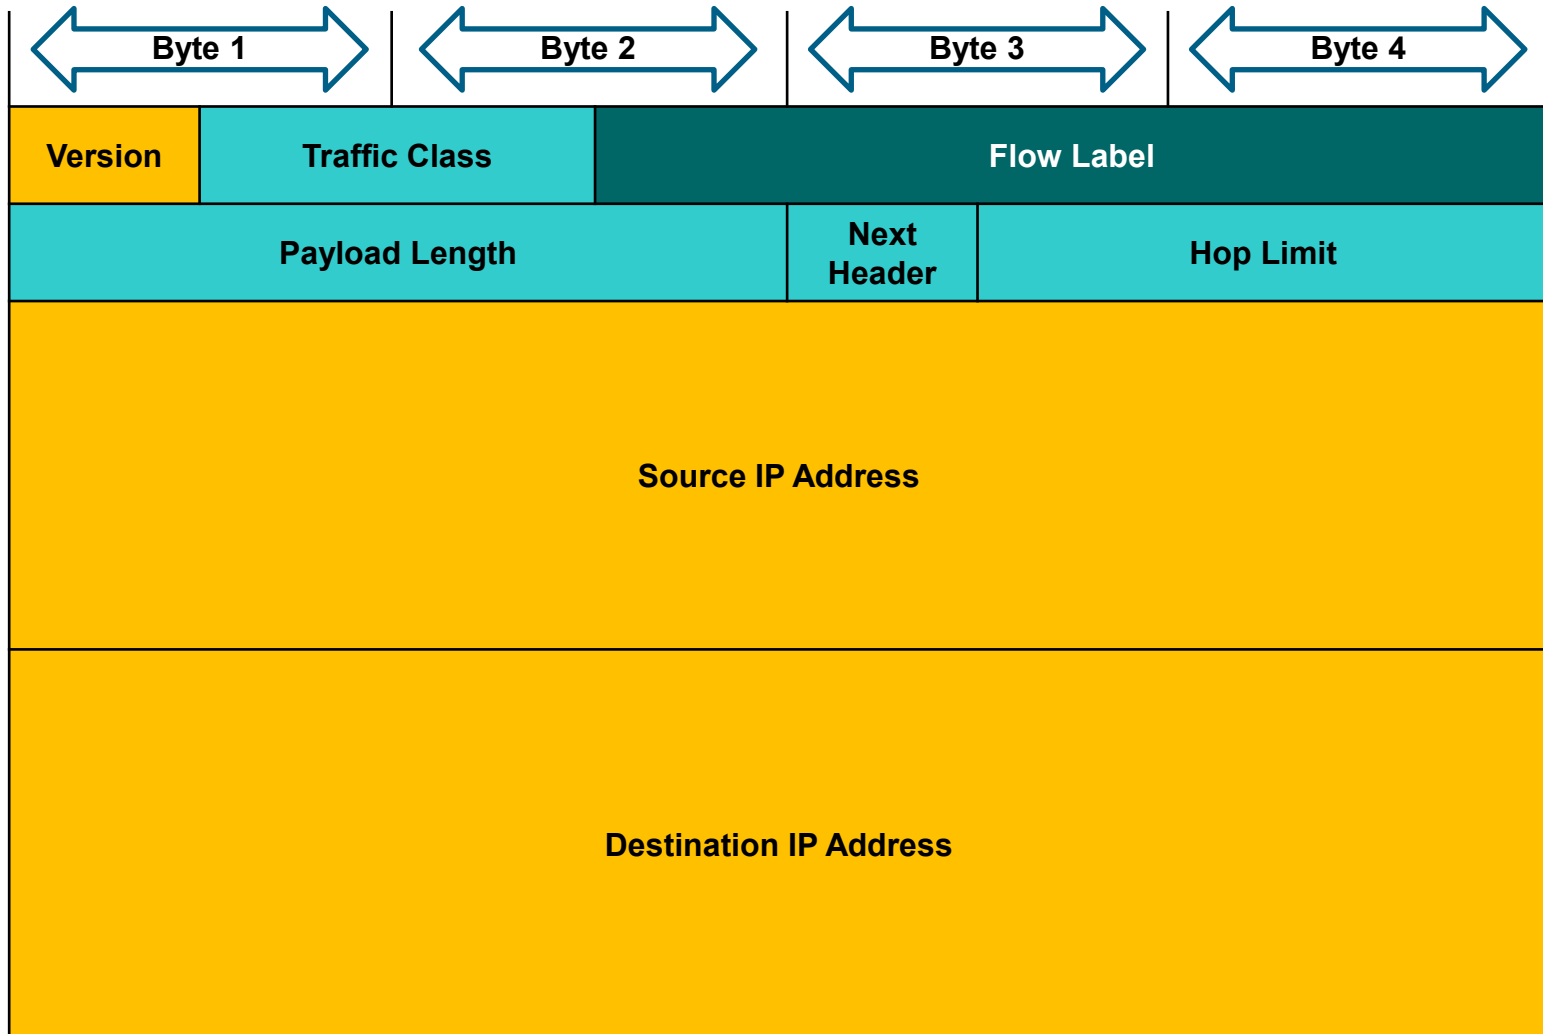 Byte 1 Byte 2 Byte 3 Byte 4
Version Traffic Class Flow Label
Payload Length Next Header Hop Limit
Source IP Address
Destination IP Address